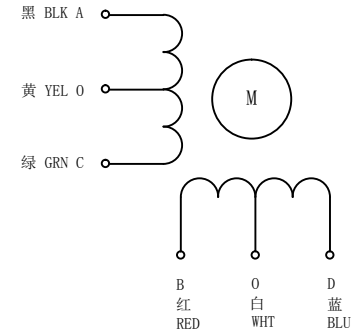 黑 BLK A
黄 YEL O
M
绿 GRN C
B O D
红 白 蓝
RED WHT BLU